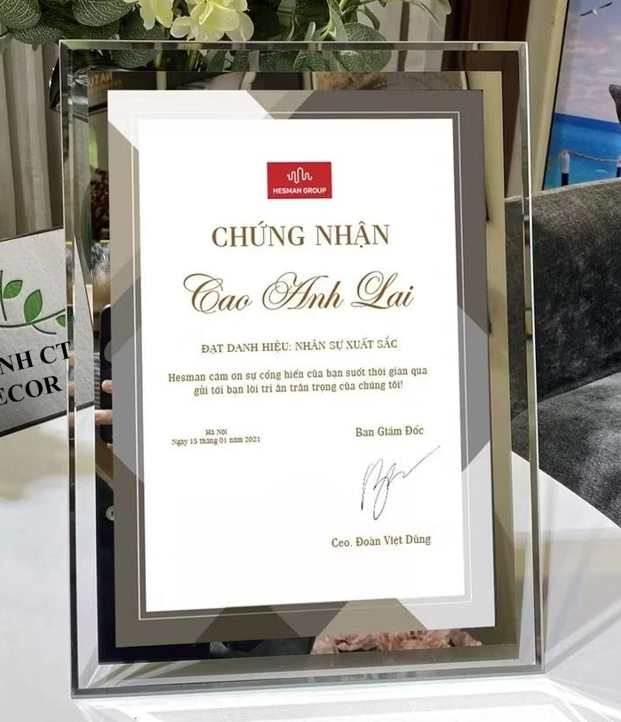 HESMAN GROUP
CHỨNG NHẬN
Cao Anh Lai
ĐẠT DANH HIỆU: NHÂN SỰ XUẤT SẮC
Hesman cám ơn sự cống hiến của bạn suốt thời gian qua
gửi tới bạn lời tri ân trân trọng của chúng tôi!
Hà Nội
Ngày 15 tháng 01 năm 2021
Ban Giám Đốc
Ceo. Đoàn Việt Dũng
NH CT
ECOR